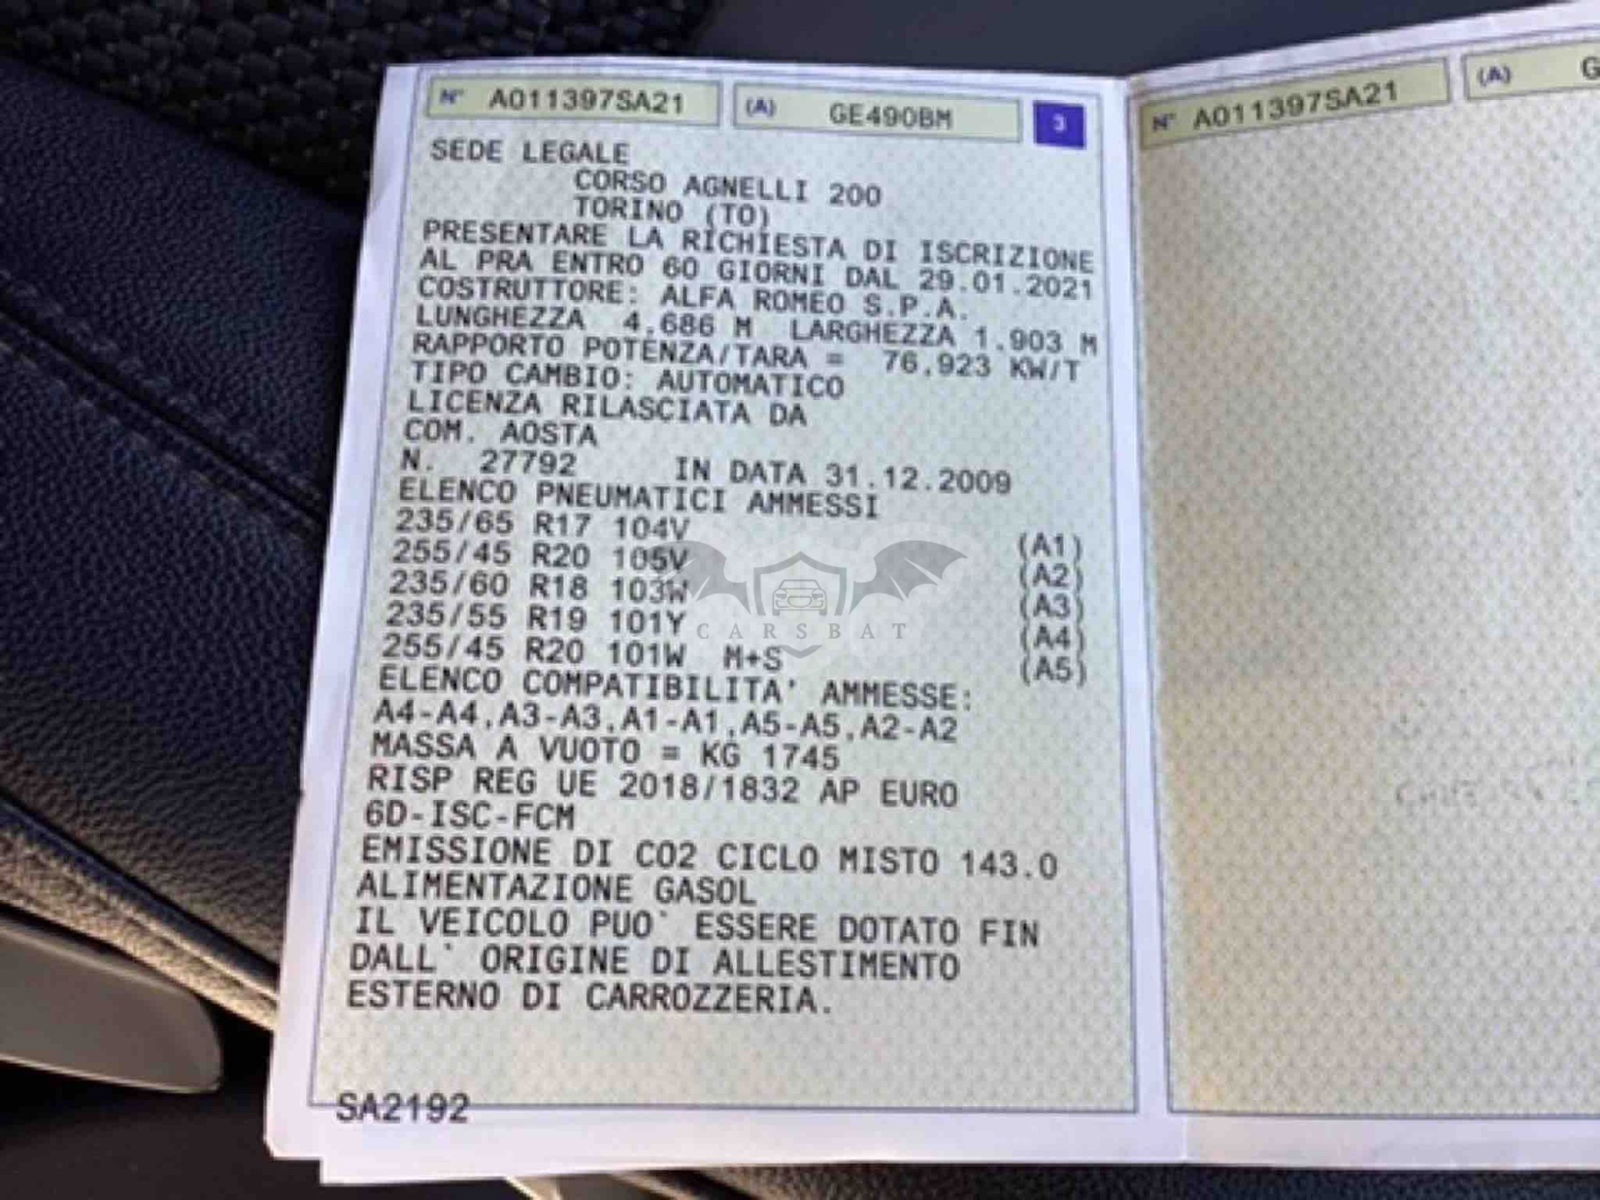 N° A011397SA21 (A) GE490BM 3
SEDE LEGALE
CORSO AGNELLI 200
TORINO (TO)
PRESENTARE LA RICHIESTA DI ISCRIZIONE
AL PRA ENTRO 60 GIORNI DAL 29.01.2021
COSTRUTTORE: ALFA ROMEO S.P.A.
LUNGHEZZA 4.686 M LARGHEZZA 1.903 M
RAPPORTO POTENZA/TARA = 76,923 KW/T
TIPO CAMBIO: AUTOMATICO
LICENZA RILASCIATA DA
COM. AOSTA
N. 27792 IN DATA 31.12.2009
ELENCO PNEUMATICI AMMESSI
235/65 R17 104V (A1)
255/45 R20 105V (A2)
235/60 R18 103W (A3)
235/55 R19 101Y (A4)
255/45 R20 101W M+S (A5)
ELENCO COMPATIBILITA' AMMESSE:
A4-A4,A3-A3,A1-A1,A5-A5,A2-A2
MASSA A VUOTO = KG 1745
RISP REG UE 2018/1832 AP EURO
6D-ISC-FCM
EMISSIONE DI CO2 CICLO MISTO 143.0
ALIMENTAZIONE GASOL
IL VEICOLO PUO` ESSERE DOTATO FIN
DALL` ORIGINE DI ALLESTIMENTO
ESTERNO DI CARROZZERIA.
SA2192
CARSBAT
N° A011397SA21 (A) G